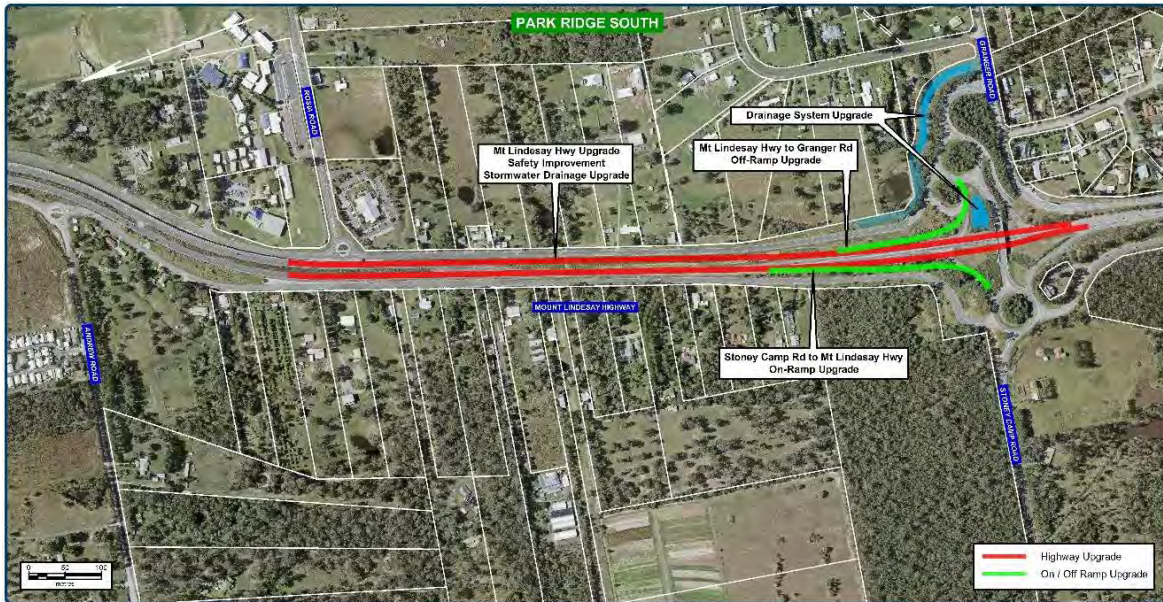 PARK RIDGE SOUTH
GRANGER ROAD
ROSIA ROAD
Drainage System Upgrade
Mt Lindesay Hwy Upgrade
Safety Improvement
Stormwater Drainage Upgrade
Mt Lindesay Hwy to Granger Rd
Off-Ramp Upgrade
MOUNT LINDESAY HIGHWAY
ANDREW ROAD
Stoney Camp Rd to Mt Lindesay Hwy
On-Ramp Upgrade
STONEY CAMP ROAD
0 50 100
metres
Highway Upgrade
On / Off Ramp Upgrade